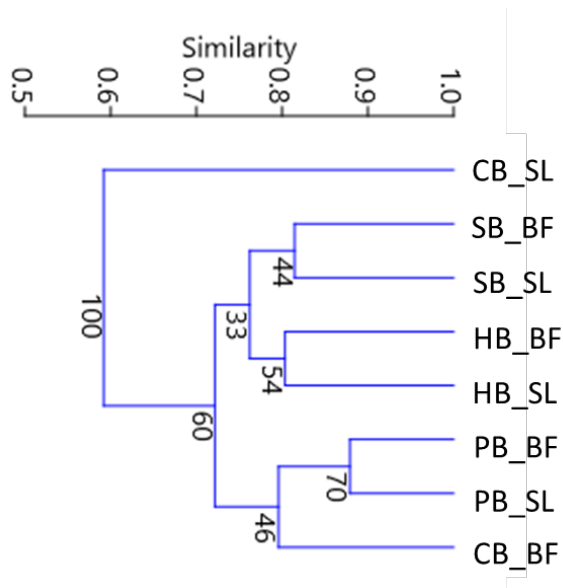 Similarity
0.5 0.6 0.7 0.8 0.9 1.0
CB_SL
SB_BF
44
SB_SL
100
33
HB_BF
54
HB_SL
60
PB_BF
70
PB_SL
46
CB_BF